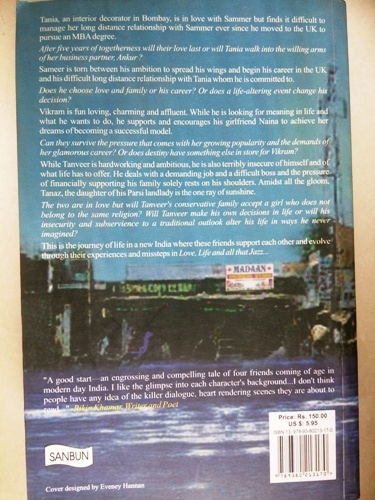 Tania, an interior decorator in Bombay, is in love with Sammer but finds it difficult to
manage her long distance relationship with Sammer ever since he moved to the UK to
pursue an MBA degree.
After five years of togetherness will their love last or will Tania walk into the willing arms
of her business partner, Ankur ?
Sameer is torn between his ambition to spread his wings and begin his career in the UK
and his difficult long distance relationship with Tania whom he is committed to.
Does he choose love and family or his career? Or does a life-altering event change his
decision?
Vikram is fun loving, charming and affluent. While he is looking for meaning in life and
what he wants to do, he supports and encourages his girlfriend Naina to achieve her
dreams of becoming a successful model.
Can they survive the pressure that comes with her growing popularity and the demands of
her glamorous career? Or does destiny have something else in store for Vikram?
While Tanveer is hardworking and ambitious, he is also terribly insecure of himself and of
what life has to offer. He deals with a demanding job and a difficult boss and the pressure
of financially supporting his family solely rests on his shoulders. Amidst all the gloom,
Tanaz, the daughter of his Parsi landlady is the one ray of sunshine.
The two are in love but will Tanveer's conservative family accept a girl who does not
belong to the same religion? Will Tanveer make his own decisions in life or will his
insecurity and subservience to a traditional outlook alter his life in ways he never
imagined?
This is the journey of life in a new India where these friends support each other and evolve
through their experiences and missteps in Love, Life and all that Jazz...
MADAAN
"A good start—an engrossing and compelling tale of four friends coming of age in
modern day India. I like the glimpse into each character's background...I don't think
people have any idea of the killer dialogue, heart rendering scenes they are about to
read..." Rikin Khamar, Writer and Poet
Price: Rs. 150.00
US $: 5.95
SANBUN
Cover designed by Eveney Hannan